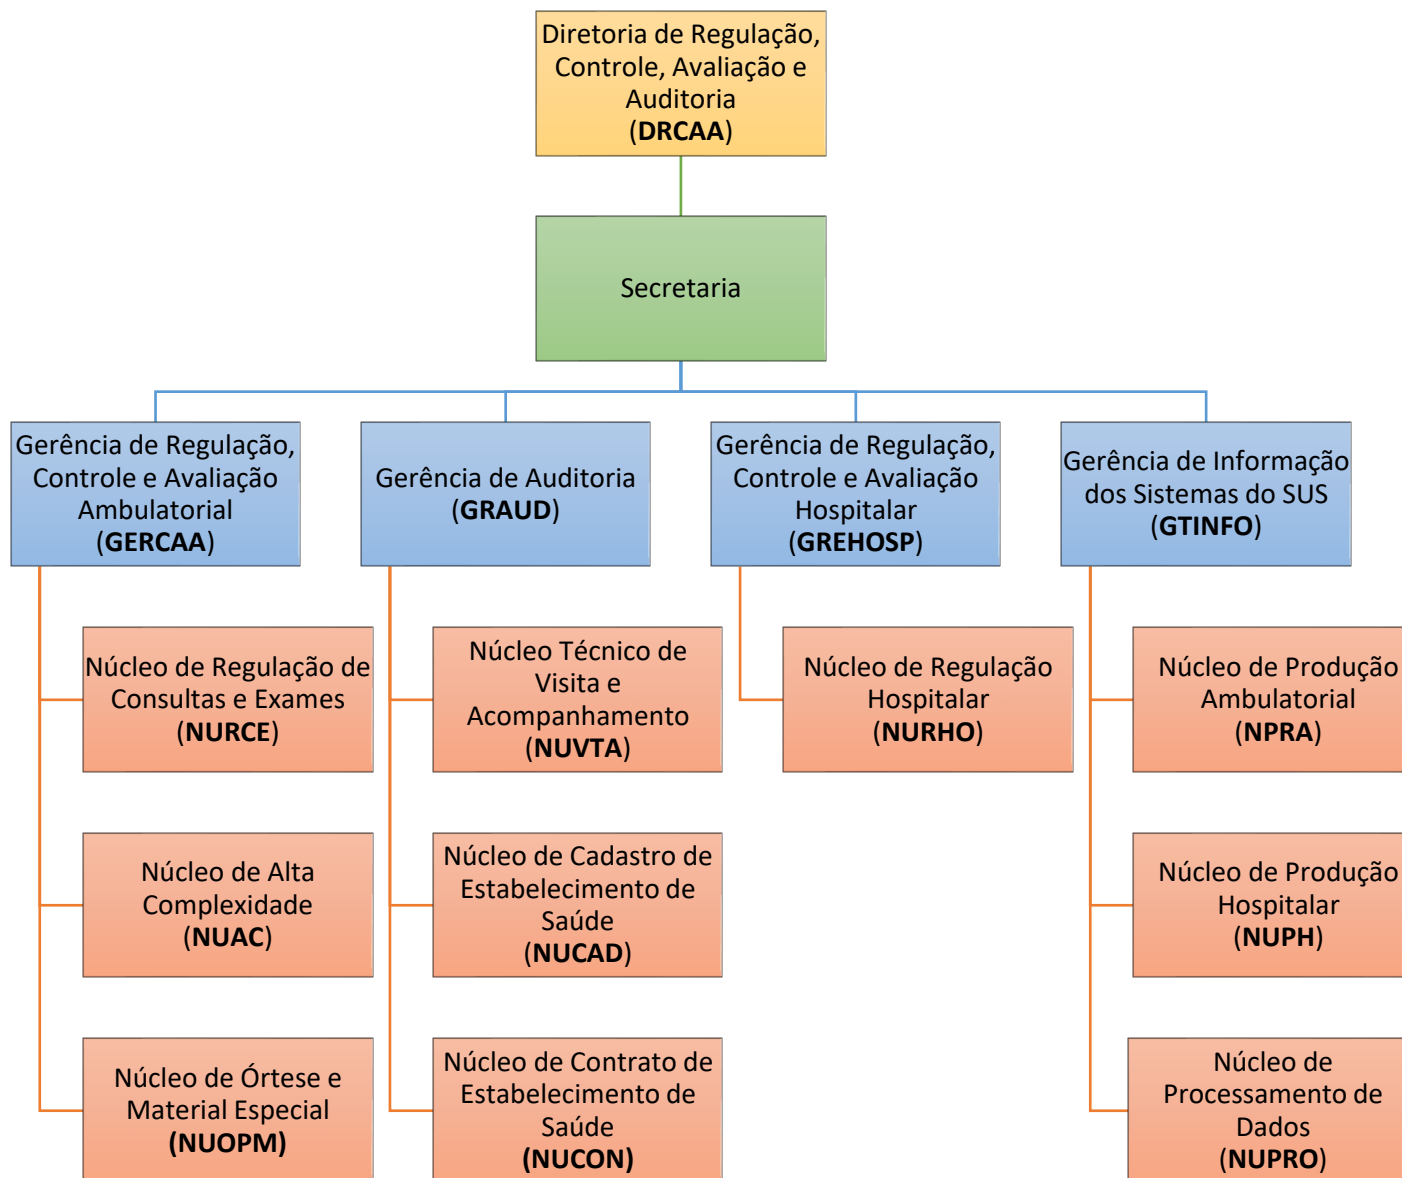 Diretoria de Regulação,
Controle, Avaliação e
Auditoria
(DRCAA)
Secretaria
Gerência de Regulação,
Controle e Avaliação
Ambulatorial
(GERCAA)
Gerência de Auditoria
(GRAUD)
Gerência de Regulação,
Controle e Avaliação
Hospitalar
(GREHOSP)
Gerência de Informação
dos Sistemas do SUS
(GTINFO)
Núcleo de Regulação de
Consultas e Exames
(NURCE)
Núcleo Técnico de
Visita e
Acompanhamento
(NUVTA)
Núcleo de Regulação
Hospitalar
(NURHO)
Núcleo de Produção
Ambulatorial
(NPRA)
Núcleo de Alta
Complexidade
(NUAC)
Núcleo de Cadastro de
Estabelecimento de
Saúde
(NUCAD)
Núcleo de Produção
Hospitalar
(NUPH)
Núcleo de Órtese e
Material Especial
(NUOPM)
Núcleo de Contrato de
Estabelecimento de
Saúde
(NUCON)
Núcleo de
Processamento de
Dados
(NUPRO)